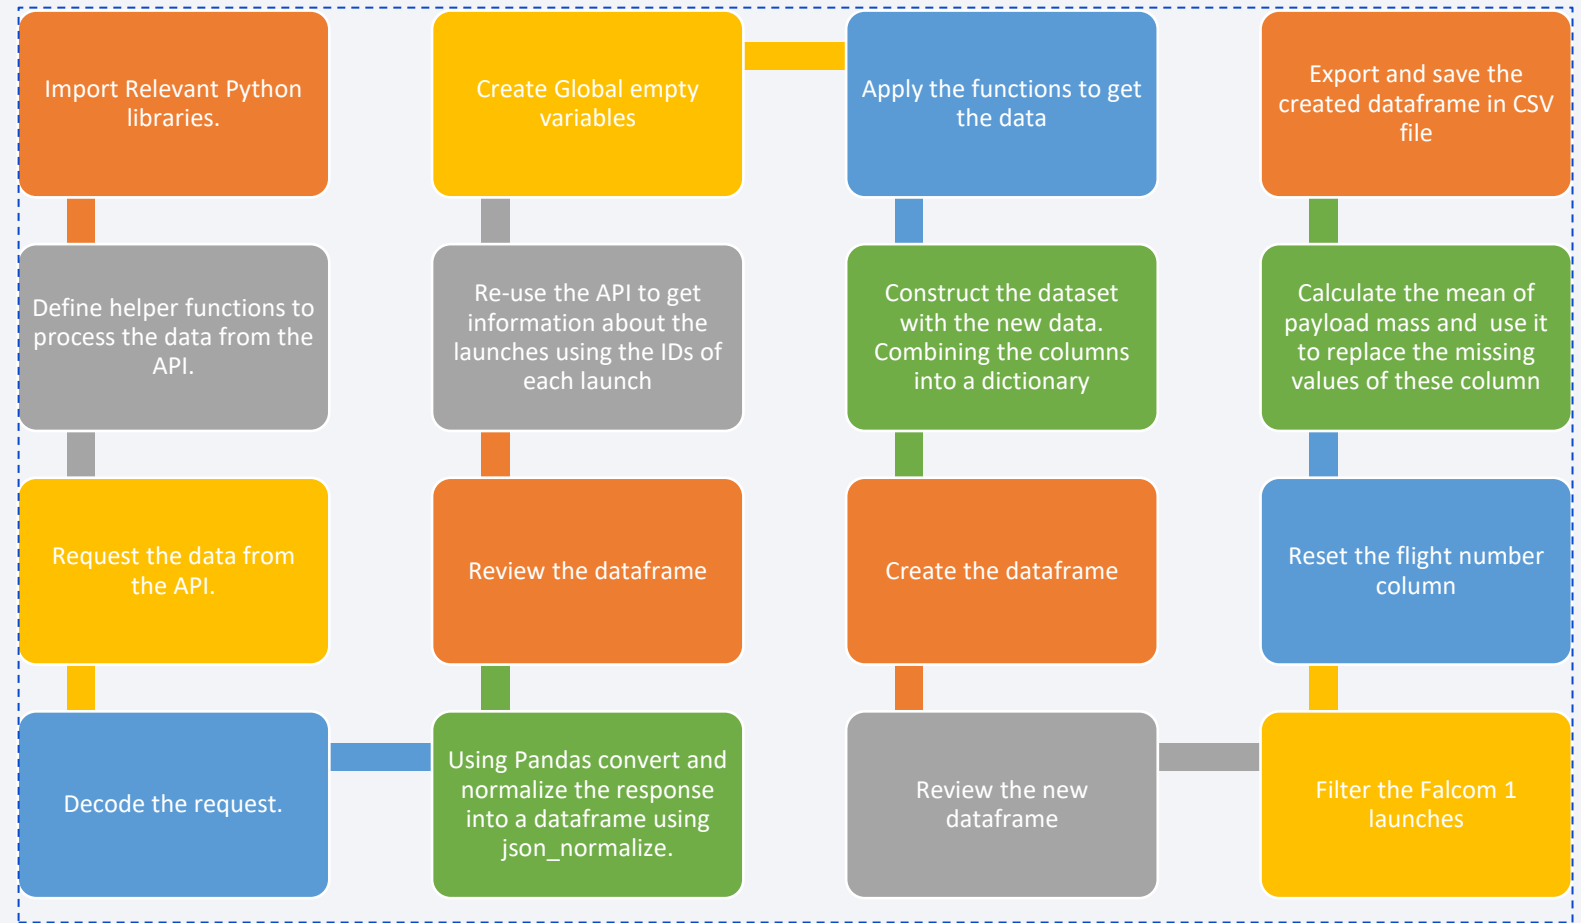 Import Relevant Python
libraries.
Define helper functions to
process the data from the
API.
Request the data from
the API.
Decode the request.
Using Pandas convert and
normalize the response
into a dataframe using
json_normalize.
Review the dataframe
Re-use the API to get
information about the
launches using the IDs of
each launch
Create Global empty
variables
Apply the functions to get
the data
Construct the dataset
with the new data.
Combining the columns
into a dictionary
Create the dataframe
Review the new
dataframe
Filter the Falcom 1
launches
Reset the flight number
column
Calculate the mean of
payload mass and  use it
to replace the missing
values of these column
Export and save the
created dataframe in CSV
file